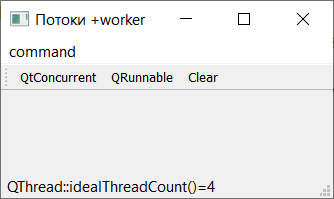 Потоки +worker
command
QtConcurrent QRunnable Clear
QThread::idealThreadCount()=4